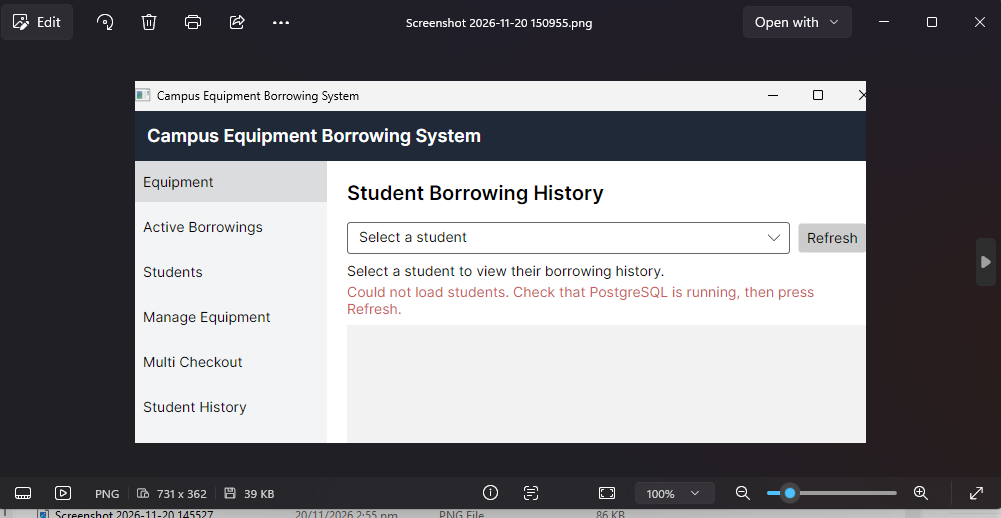 Edit
Screenshot 2026-11-20 150955.png
Open with
Campus Equipment Borrowing System
Campus Equipment Borrowing System
Equipment
Active Borrowings
Students
Manage Equipment
Multi Checkout
Student History
Student Borrowing History
Select a student
Refresh
Select a student to view their borrowing history.
Could not load students. Check that PostgreSQL is running, then press
Refresh.
PNG
731 x 362
39 KB
100%
Screenshot 2026-11-20 145527
20/11/2026 2:55 pm
PNG File
86 KB